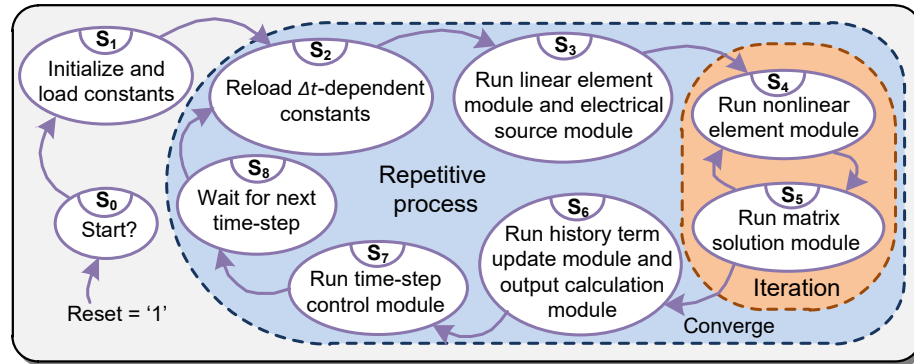 S1
Initialize and
load constants
S2
Reload Δt-dependent
constants
S3
Run linear element
module and electrical
source module
S4
Run nonlinear
element module
S5
Run matrix
solution module
Iteration
Converge
S6
Run history term
update module and
output calculation
module
S7
Run time-step
control module
S8
Wait for next
time-step
Repetitive
process
S0
Start?
Reset = ‘1’